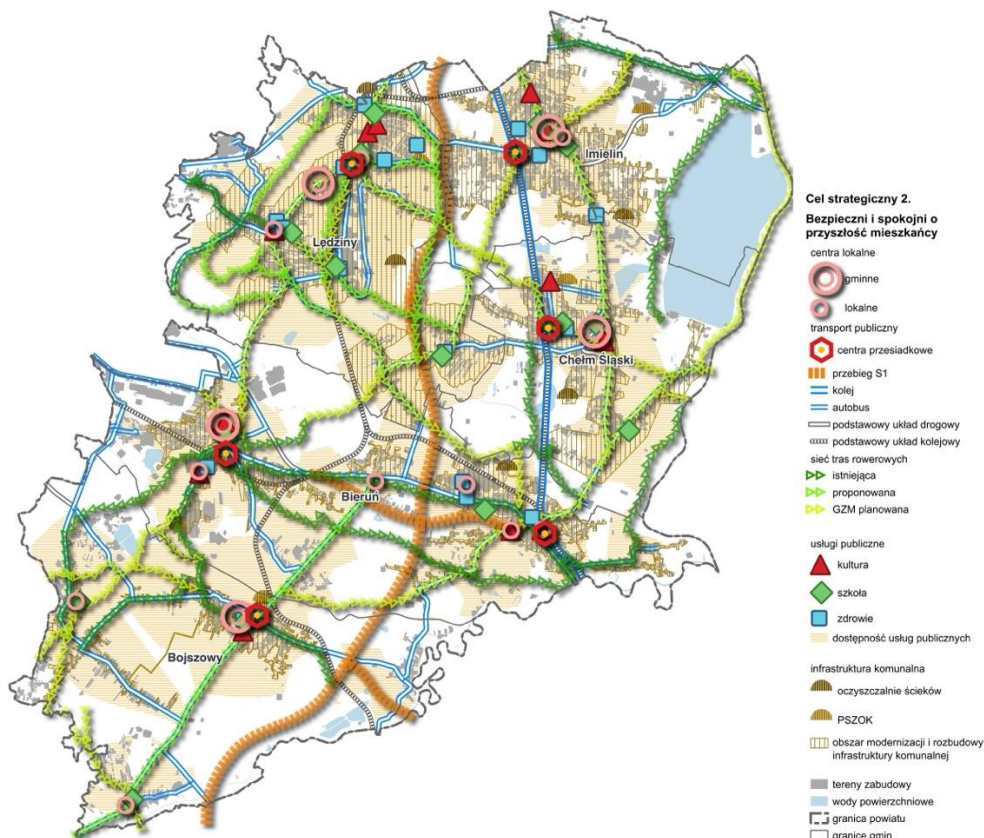 Imielin
Lędziny
Chełm Śląski
Bieruń
Bojszowy
Cel strategiczny 2.
Bezpieczni i spokojni o
przyszłość mieszkańcy
centra lokalne
gminne
lokalne
transport publiczny
centra przesiadkowe
przebieg S1
kolej
autobus
podstawowy układ drogowy
podstawowy układ kolejowy
sieć tras rowerowych
istniejąca
proponowana
GZM planowana
usługi publiczne
kultura
szkoła
zdrowie
dostępność usług publicznych
infrastruktura komunalna
oczyszczalnie ścieków
PSZOK
obszar modernizacji i rozbudowy
infrastruktury komunalnej
tereny zabudowy
wody powierzchniowe
granica powiatu
granice gmin